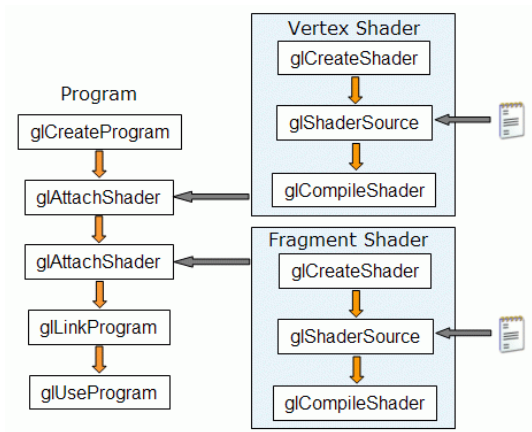 Program
glCreateProgram
glAttachShader
glAttachShader
glLinkProgram
glUseProgram
Vertex Shader
glCreateShader
glShaderSource
glCompileShader
Fragment Shader
glCreateShader
glShaderSource
glCompileShader